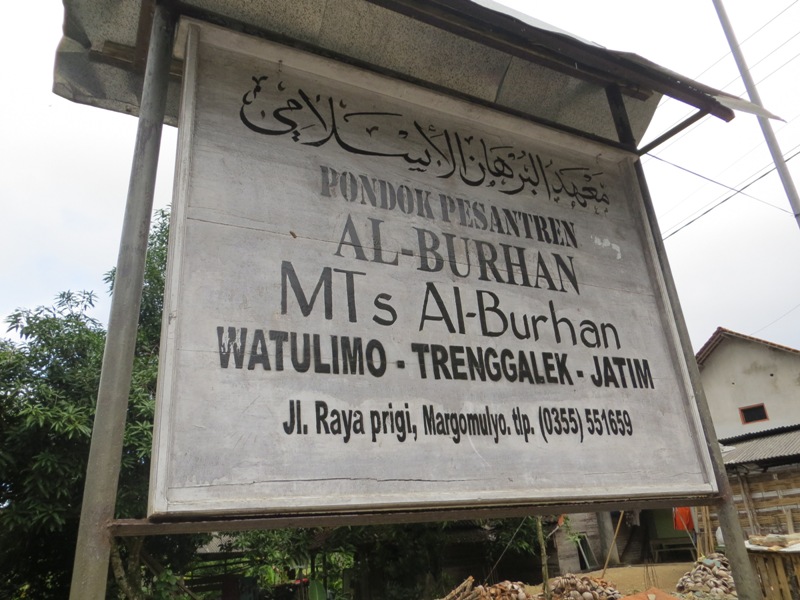 معهد البرهان الأسلامي
PONDOK PESANTREN
AL-BURHAN
MTs Al-Burhan
WATULIMO - TRENGGALEK - JATIM
Jl. Raya prigi, Margomulyo. tlp. (0355) 551659